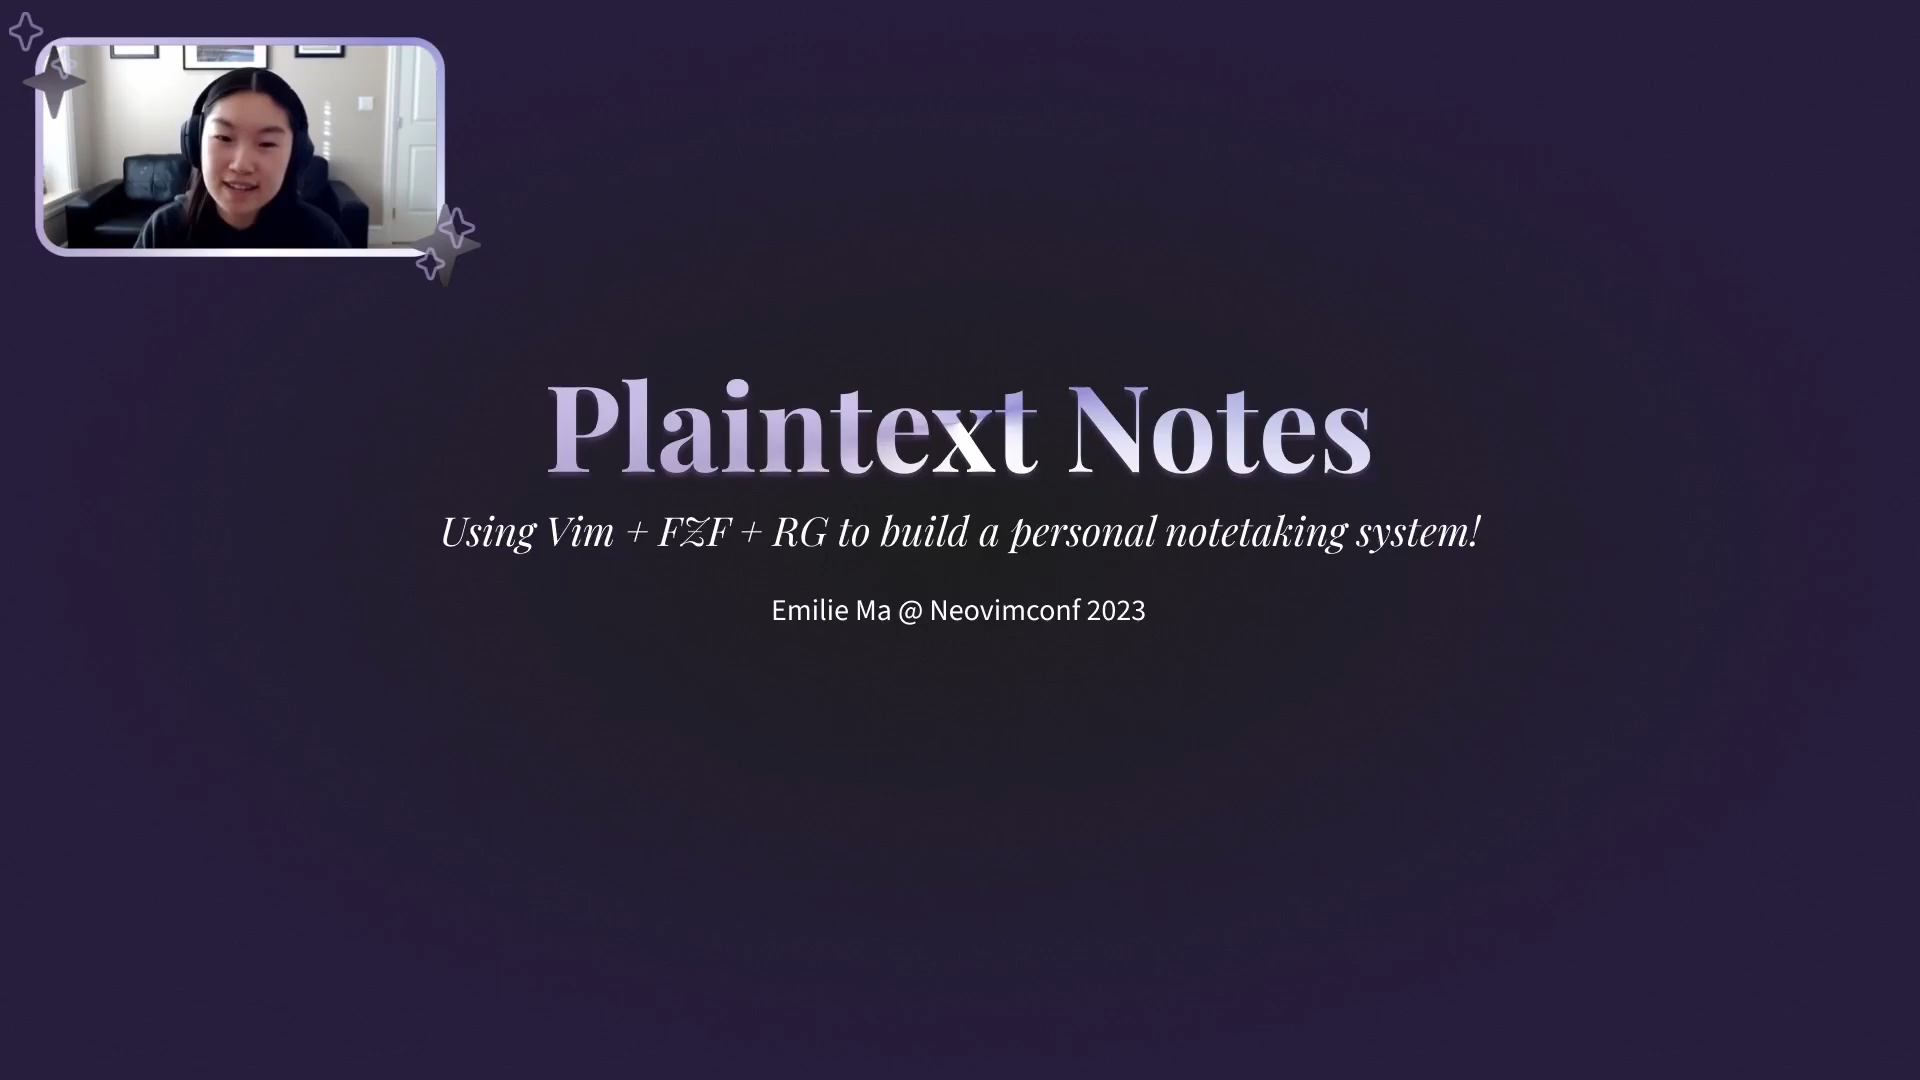 Plaintext Notes
Using Vim + FZF + RG to build a personal notetaking system!
Emilie Ma @ Neovimconf 2023